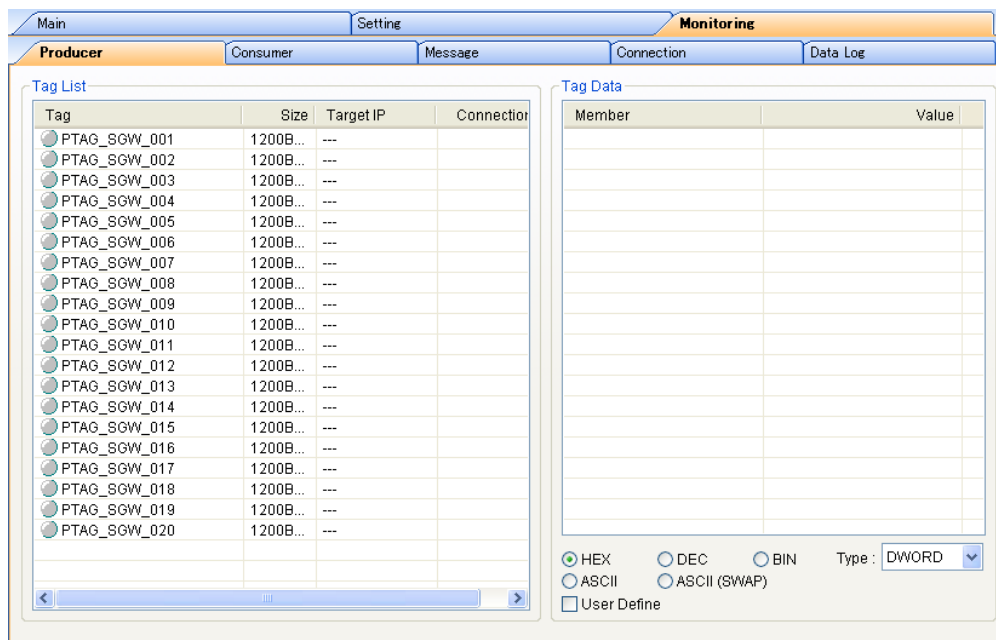 Main Setting Monitoring
Producer Consumer Message Connection Data Log
Tag List
Tag Size Target IP Connection
PTAG_SGW_001 1200B... ---
PTAG_SGW_002 1200B... ---
PTAG_SGW_003 1200B... ---
PTAG_SGW_004 1200B... ---
PTAG_SGW_005 1200B... ---
PTAG_SGW_006 1200B... ---
PTAG_SGW_007 1200B... ---
PTAG_SGW_008 1200B... ---
PTAG_SGW_009 1200B... ---
PTAG_SGW_010 1200B... ---
PTAG_SGW_011 1200B... ---
PTAG_SGW_012 1200B... ---
PTAG_SGW_013 1200B... ---
PTAG_SGW_014 1200B... ---
PTAG_SGW_015 1200B... ---
PTAG_SGW_016 1200B... ---
PTAG_SGW_017 1200B... ---
PTAG_SGW_018 1200B... ---
PTAG_SGW_019 1200B... ---
PTAG_SGW_020 1200B... ---
Tag Data
Member Value
HEX DEC BIN Type : DWORD
ASCII ASCII (SWAP)
User Define